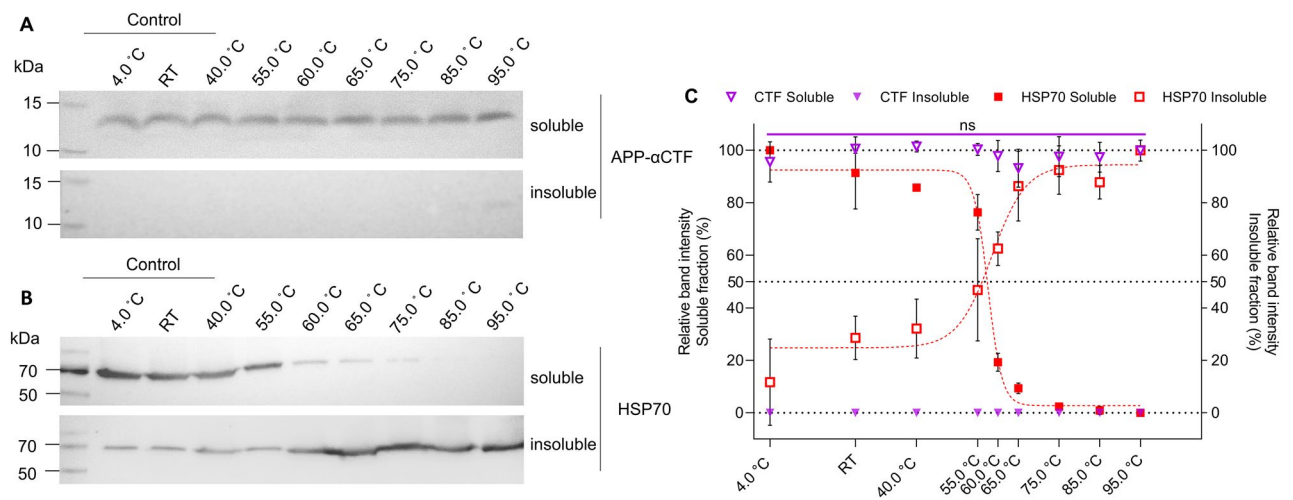 A
Control
kDa
4.0˚C
RT
40.0˚C
55.0˚C
60.0˚C
65.0˚C
75.0˚C
85.0˚C
95.0˚C
15
10
soluble
15
10
insoluble
APP-αCTF
B
Control
kDa
4.0˚C
RT
40.0˚C
55.0˚C
60.0˚C
65.0˚C
75.0˚C
85.0˚C
95.0˚C
70
50
soluble
70
50
insoluble
HSP70
C
CTF Soluble
CTF Insoluble
HSP70 Soluble
HSP70 Insoluble
ns
Relative band intensity
Soluble fraction (%)
100
80
60
50
40
20
0
100
80
60
50
40
20
0
Relative band intensity
Insoluble fraction (%)
4.0 °C
RT
40.0 °C
55.0 °C
60.0 °C
65.0 °C
75.0 °C
85.0 °C
95.0 °C